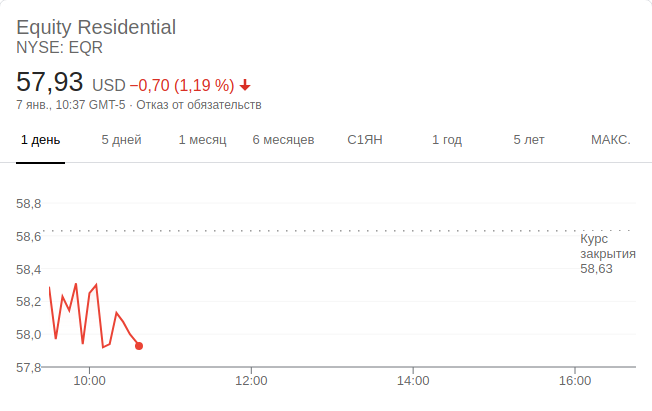 Equity Residential
NYSE: EQR
57,93 USD −0,70 (1,19 %)
7 янв., 10:37 GMT-5 · Отказ от обязательств
1 день 5 дней 1 месяц 6 месяцев С1ЯН 1 год 5 лет МАКС.
58,8
58,6
Курс
закрытия
58,63
58,4
58,2
58,0
57,8
10:00 12:00 14:00 16:00